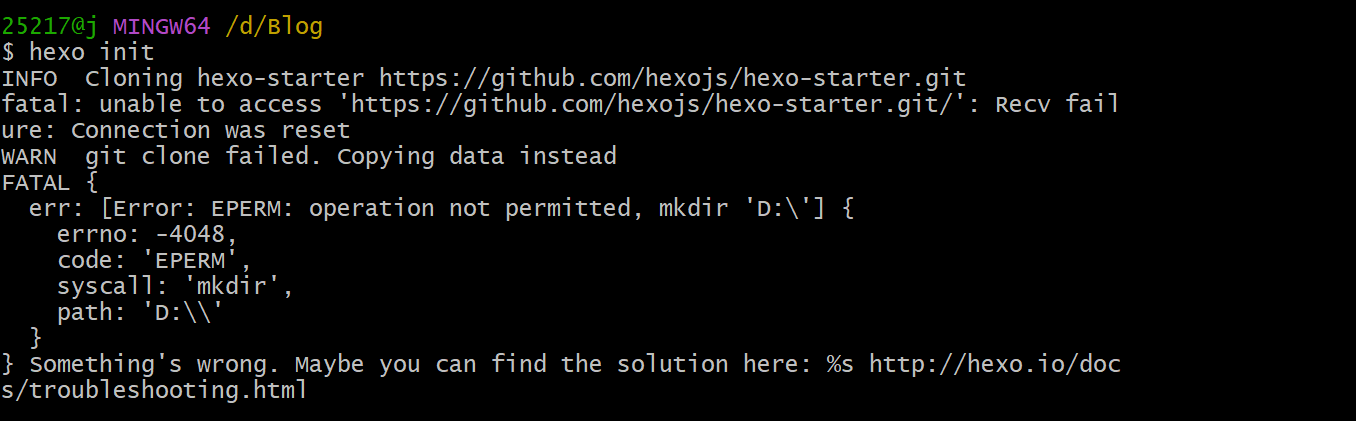 25217@j MINGW64 /d/Blog
$ hexo init
INFO  Cloning hexo-starter https://github.com/hexojs/hexo-starter.git
fatal: unable to access 'https://github.com/hexojs/hexo-starter.git/': Recv fail
ure: Connection was reset
WARN  git clone failed. Copying data instead
FATAL {
  err: [Error: EPERM: operation not permitted, mkdir 'D:\'] {
    errno: -4048,
    code: 'EPERM',
    syscall: 'mkdir',
    path: 'D:\\'
  }
} Something's wrong. Maybe you can find the solution here: %s http://hexo.io/doc
s/troubleshooting.html